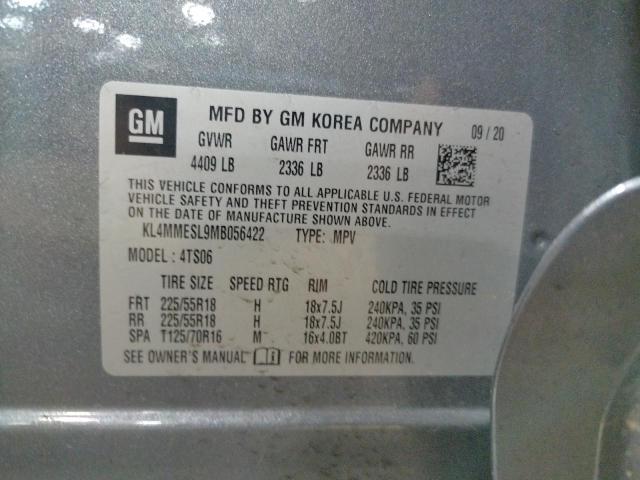 GM MFD BY GM KOREA COMPANY 09 / 20
GVWR GAWR FRT GAWR RR
4409 LB 2336 LB 2336 LB
THIS VEHICLE CONFORMS TO ALL APPLICABLE U.S. FEDERAL MOTOR
VEHICLE SAFETY AND THEFT PREVENTION STANDARDS IN EFFECT
ON THE DATE OF MANUFACTURE SHOWN ABOVE.
KL4MMESL9MB056422 TYPE: MPV
MODEL: 4TS06
TIRE SIZE SPEED RTG RIM COLD TIRE PRESSURE
FRT 225/55R18 H 18x7.5J 240KPA, 35 PSI
RR 225/55R18 H 18x7.5J 240KPA, 35 PSI
SPA T125/70R16 M 16x4.0BT 420KPA, 60 PSI
SEE OWNER'S MANUAL FOR MORE INFORMATION.